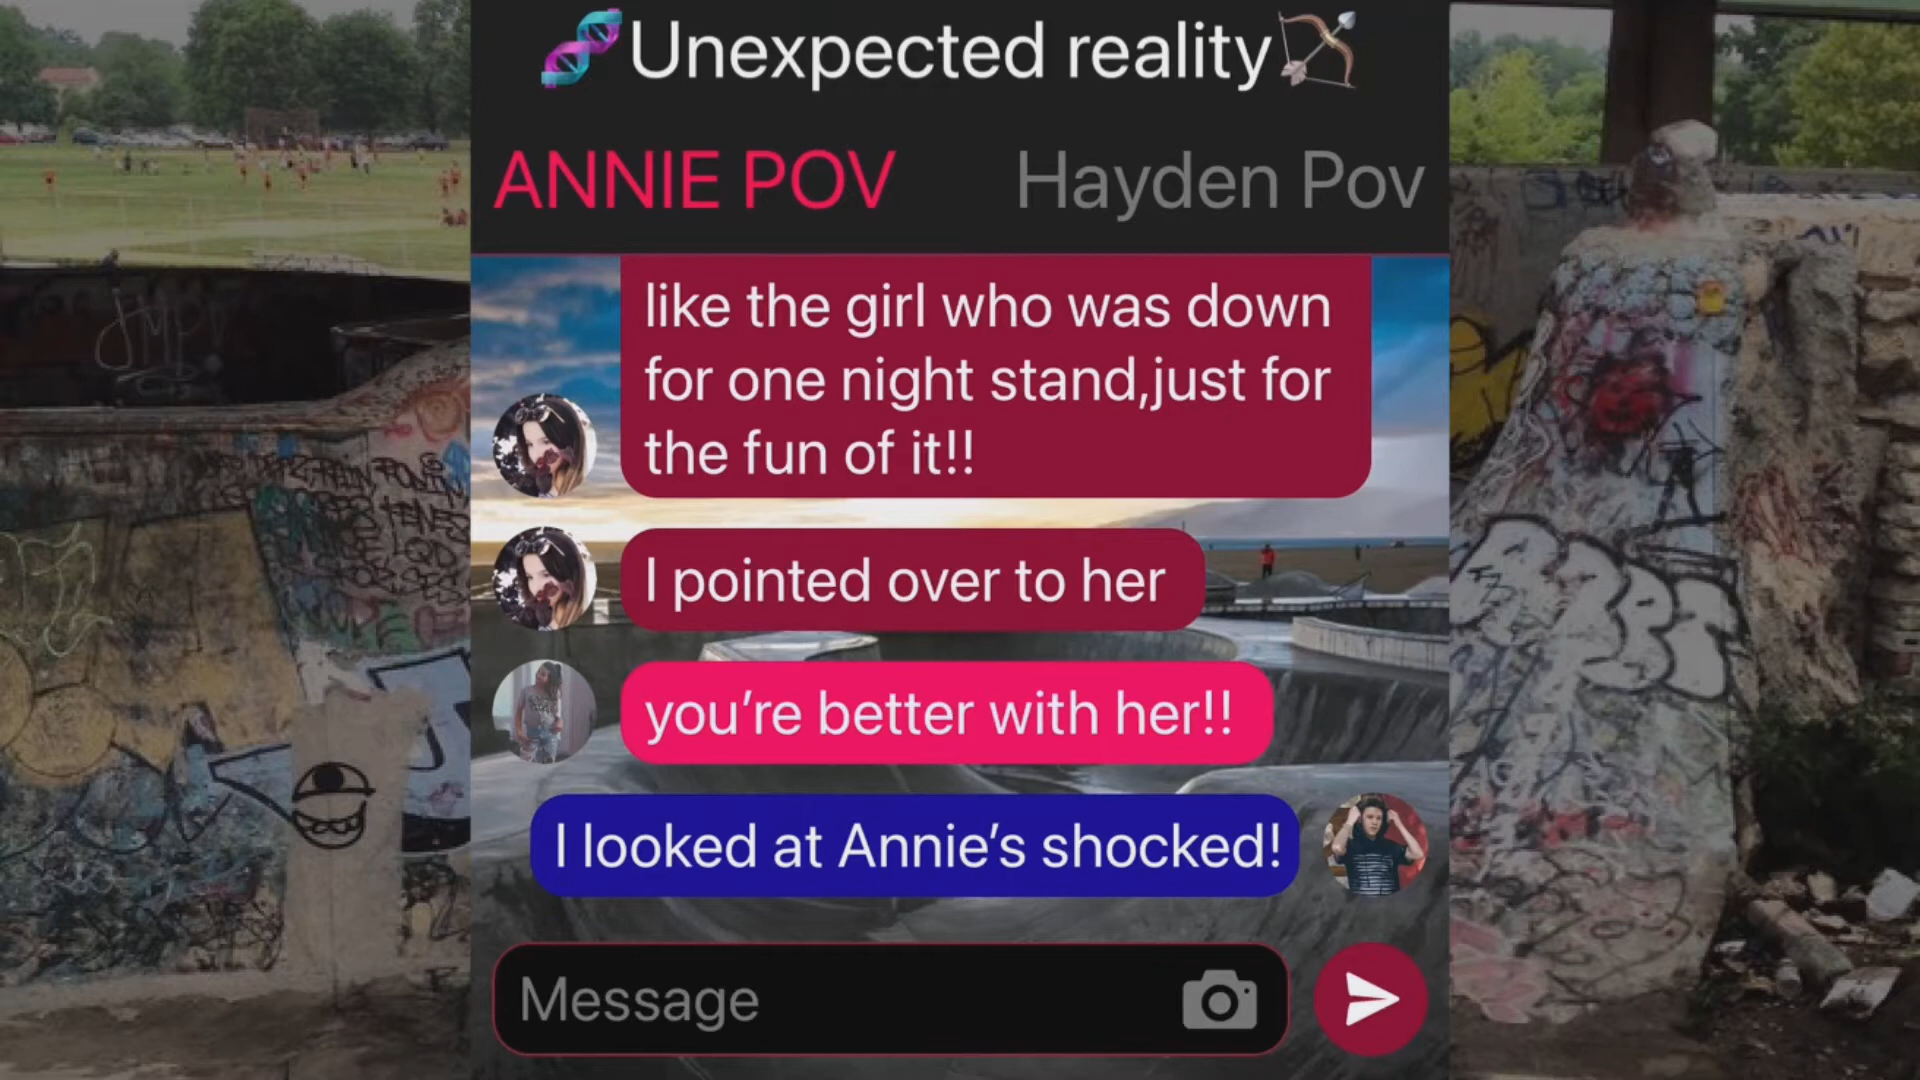 🧬Unexpected reality🏹
ANNIE POV Hayden Pov
like the girl who was down
for one night stand,just for
the fun of it!!
I pointed over to her
you’re better with her!!
I looked at Annie’s shocked!
Message